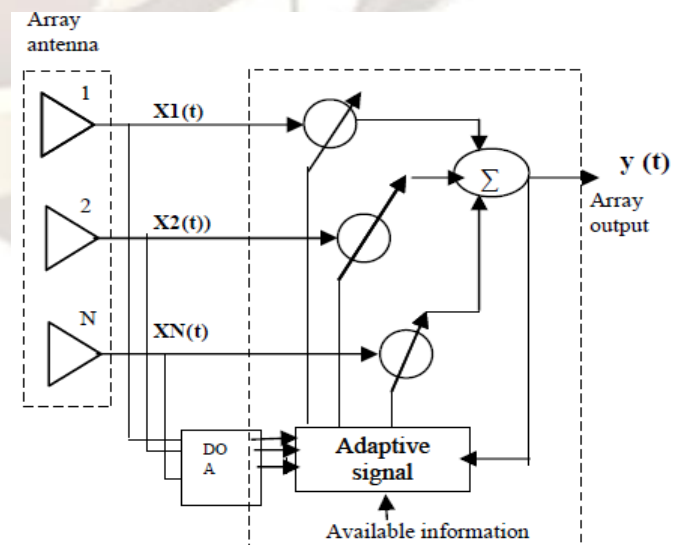 Array
antenna
1
X1(t)
y (t)
Σ
Array
output
2
X2(t))
N
XN(t)
DO
A
Adaptive
signal
Available information